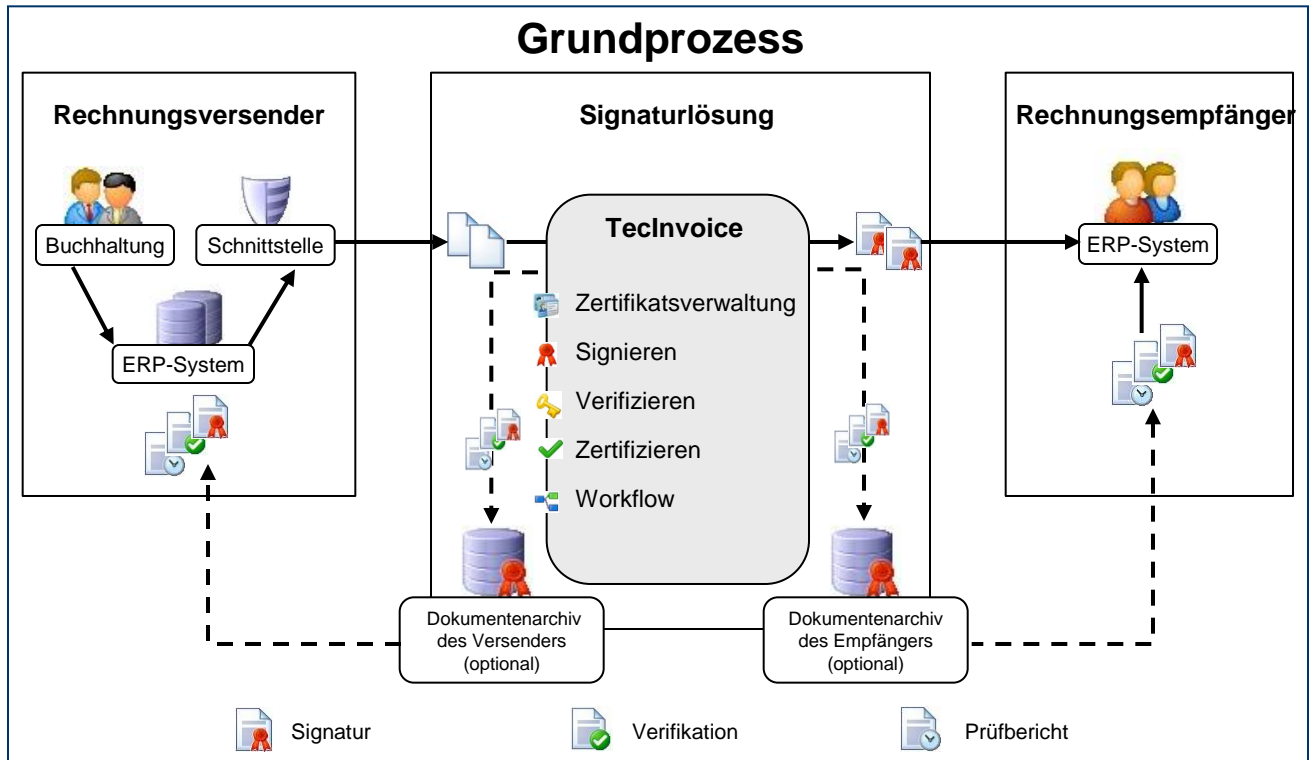 Grundprozess
Rechnungsversender
Buchhaltung
Schnittstelle
ERP-System
Signaturlösung
TecInvoice
Zertifikatsverwaltung
Signieren
Verifizieren
Zertifizieren
Workflow
Dokumentenarchiv
des Versenders
(optional)
Dokumentenarchiv
des Empfängers
(optional)
Rechnungsempfänger
ERP-System
Signatur
Verifikation
Prüfbericht